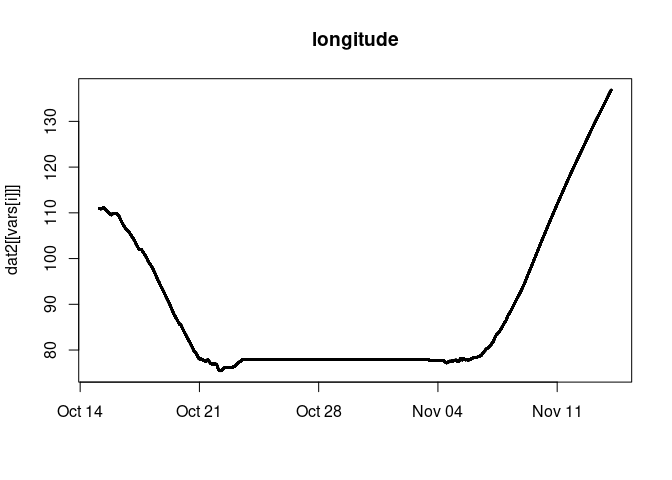 longitude
dat2[[vars[i]]]
130
120
110
100
90
80
Oct 14
Oct 21
Oct 28
Nov 04
Nov 11